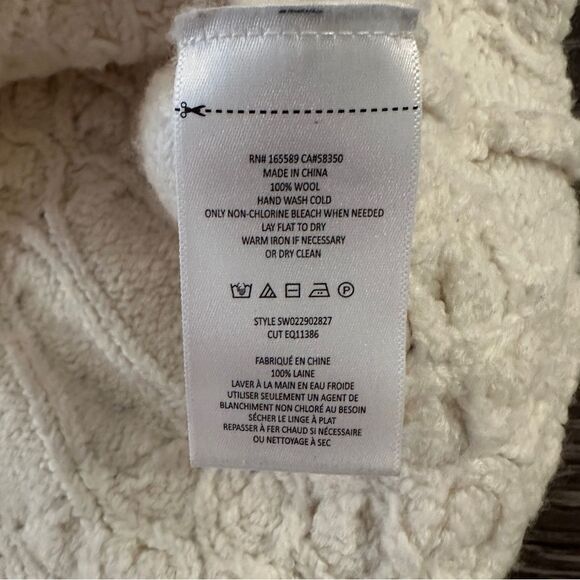 RN# 165589 CA#58350
MADE IN CHINA
100% WOOL
HAND WASH COLD
ONLY NON-CHLORINE BLEACH WHEN NEEDED
LAY FLAT TO DRY
WARM IRON IF NECESSARY
OR DRY CLEAN
P
STYLE SW022902827
CUT EQ11386
FABRIQUÉ EN CHINE
100% LAINE
LAVER À LA MAIN EN EAU FROIDE
UTILISER SEULEMENT UN AGENT DE
BLANCHIMENT NON CHLORÉ AU BESOIN
SÉCHER LE LINGE À PLAT
REPASSER À FER CHAUD SI NÉCESSAIRE
OU NETTOYAGE À SEC